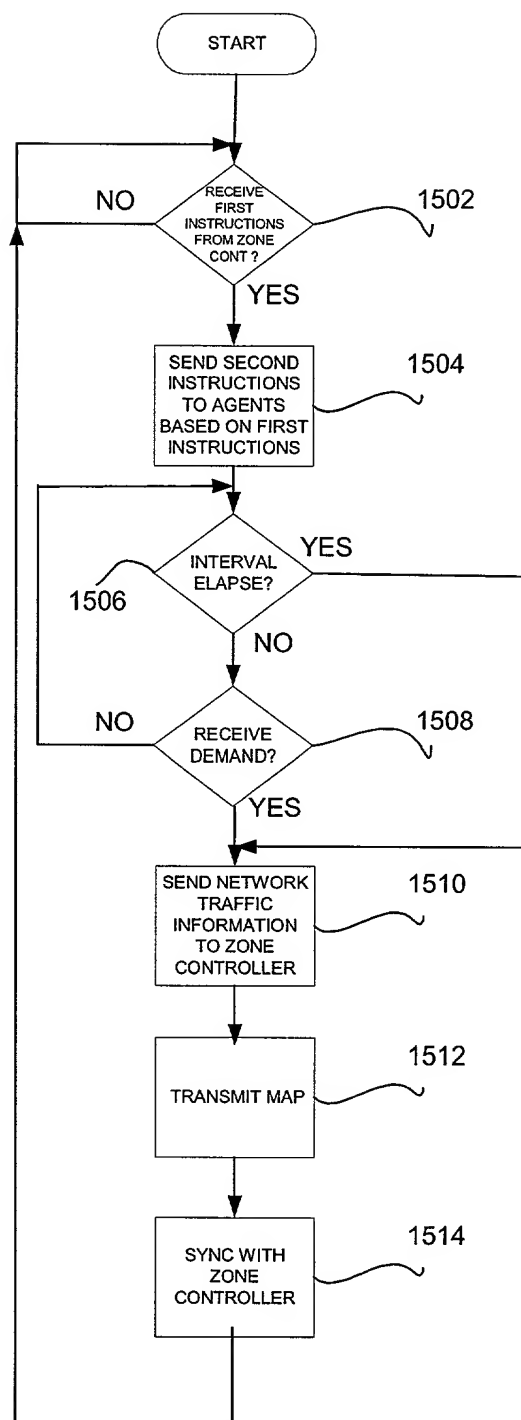 START
NO
RECEIVE
FIRST
INSTRUCTIONS
FROM ZONE
CONT ?
1502
YES
SEND SECOND
INSTRUCTIONS
TO AGENTS
BASED ON FIRST
INSTRUCTIONS
1504
INTERVAL
ELAPSE?
YES
1506
NO
NO
RECEIVE
DEMAND?
1508
YES
SEND NETWORK
TRAFFIC
INFORMATION
TO ZONE
CONTROLLER
1510
TRANSMIT MAP
1512
SYNC WITH
ZONE
CONTROLLER
1514